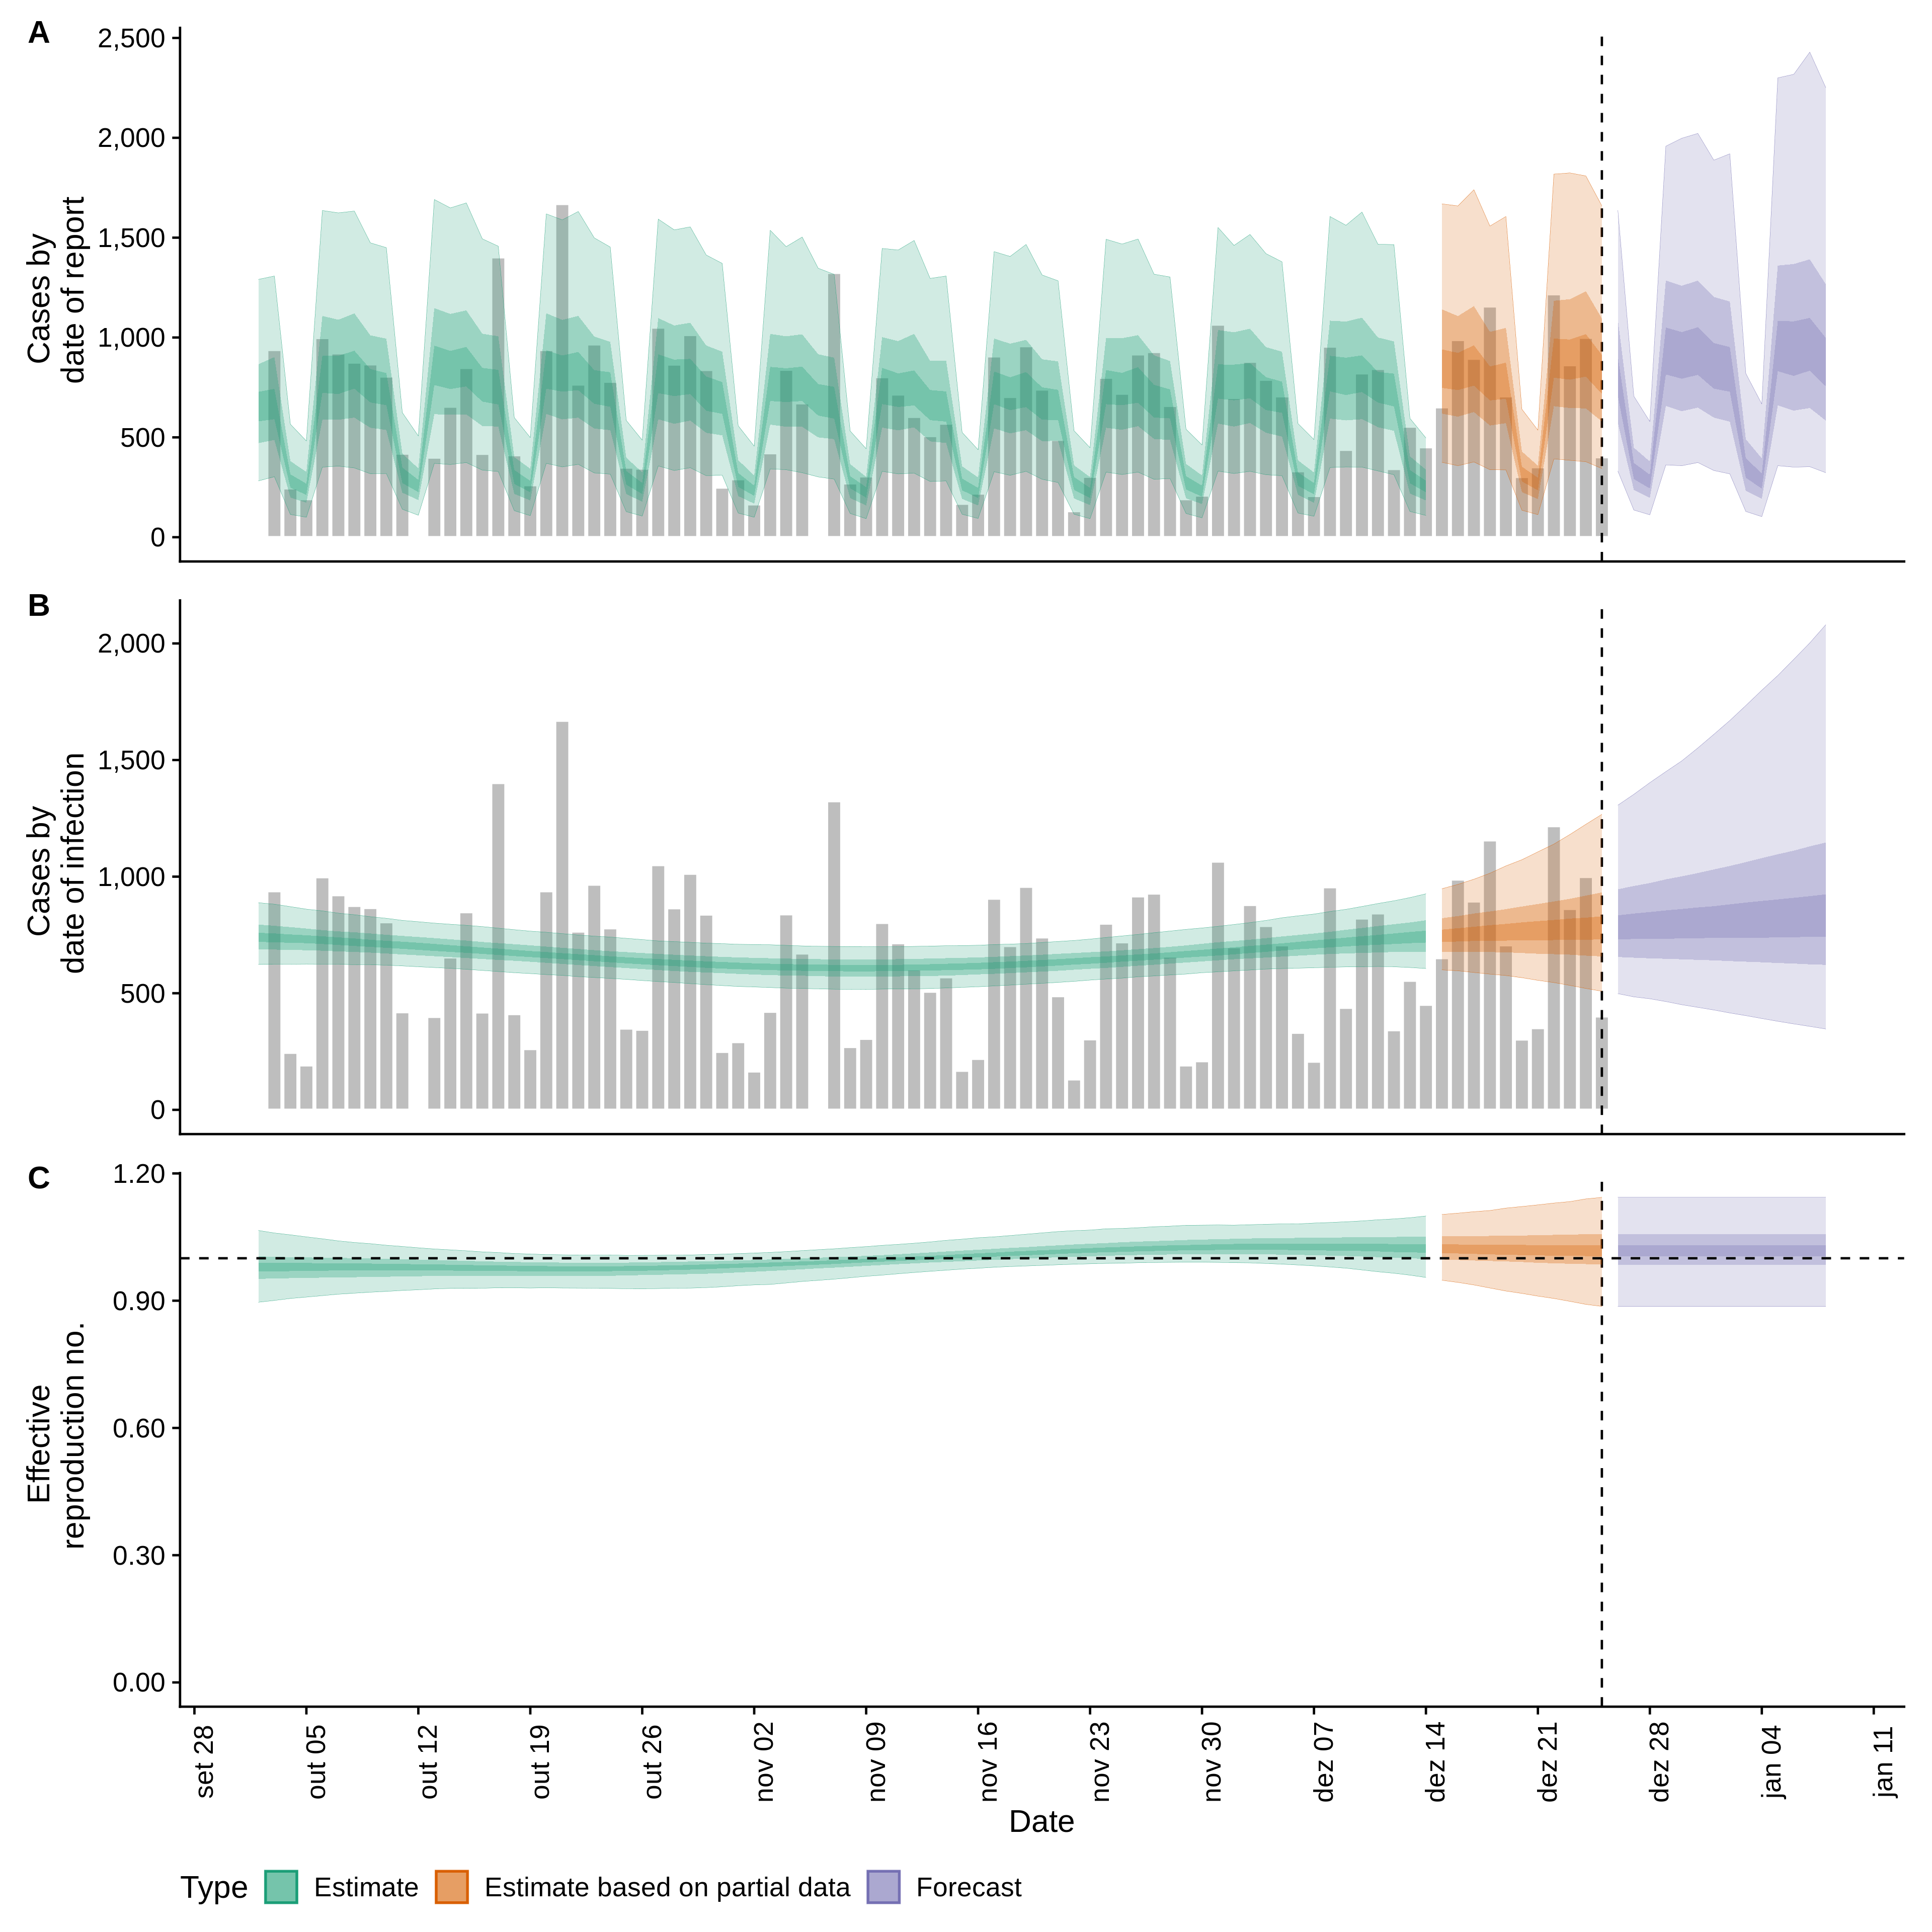 A
Cases by
date of report
2,500
2,000
1,500
1,000
500
0
B
Cases by
date of infection
2,000
1,500
1,000
500
0
C
Effective
reproduction no.
1.20
0.90
0.60
0.30
0.00
set 28
out 05
out 12
out 19
out 26
nov 02
nov 09
nov 16
nov 23
nov 30
dez 07
dez 14
dez 21
dez 28
jan 04
jan 11
Date
Type Estimate Estimate based on partial data Forecast